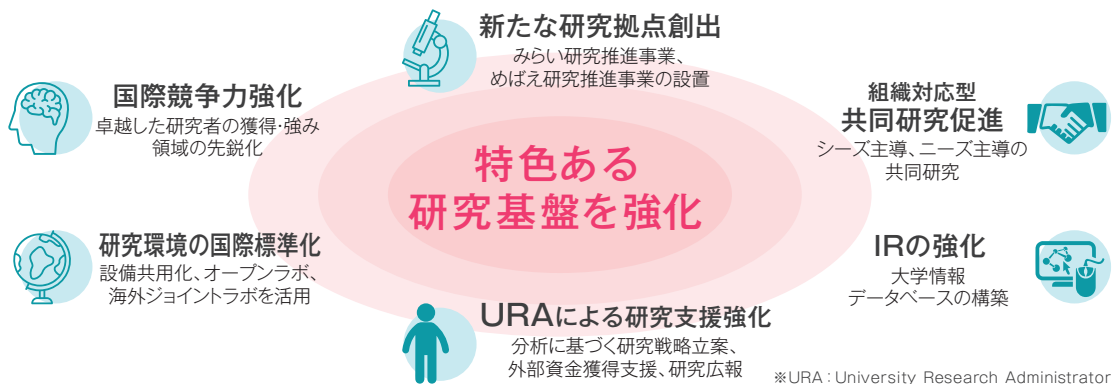 新たな研究拠点創出
みらい研究推進事業、
めばえ研究推進事業の設置
国際競争力強化
卓越した研究者の獲得・強み
領域の先鋭化
組織対応型
共同研究促進
シーズ主導、ニーズ主導の
共同研究
特色ある
研究基盤を強化
研究環境の国際標準化
設備共用化、オープンラボ、
海外ジョイントラボを活用
IRの強化
大学情報
データベースの構築
URAによる研究支援強化
分析に基づく研究戦略立案、
外部資金獲得支援、研究広報
※URA：University Research Administrator